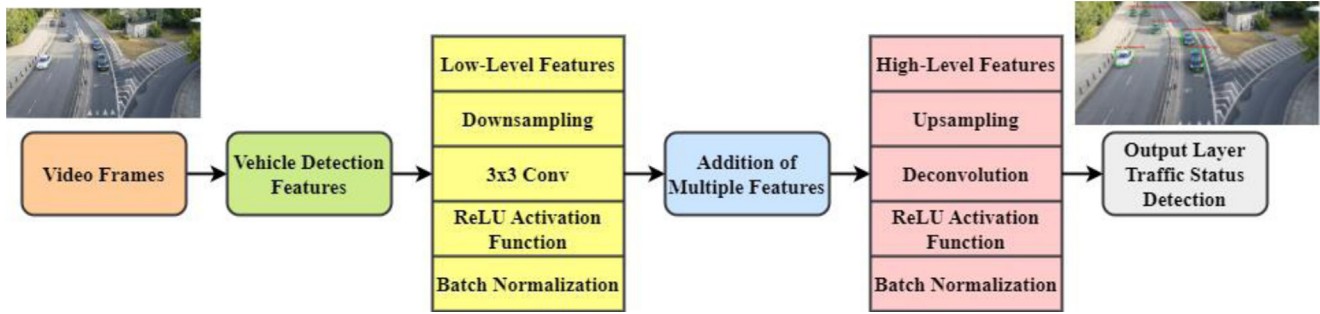 Video Frames
Vehicle Detection
Features
Low-Level Features
Downsampling
3x3 Conv
ReLU Activation
Function
Batch Normalization
Addition of
Multiple Features
High-Level Features
Upsampling
Deconvolution
ReLU Activation
Function
Batch Normalization
Output Layer
Traffic Status
Detection